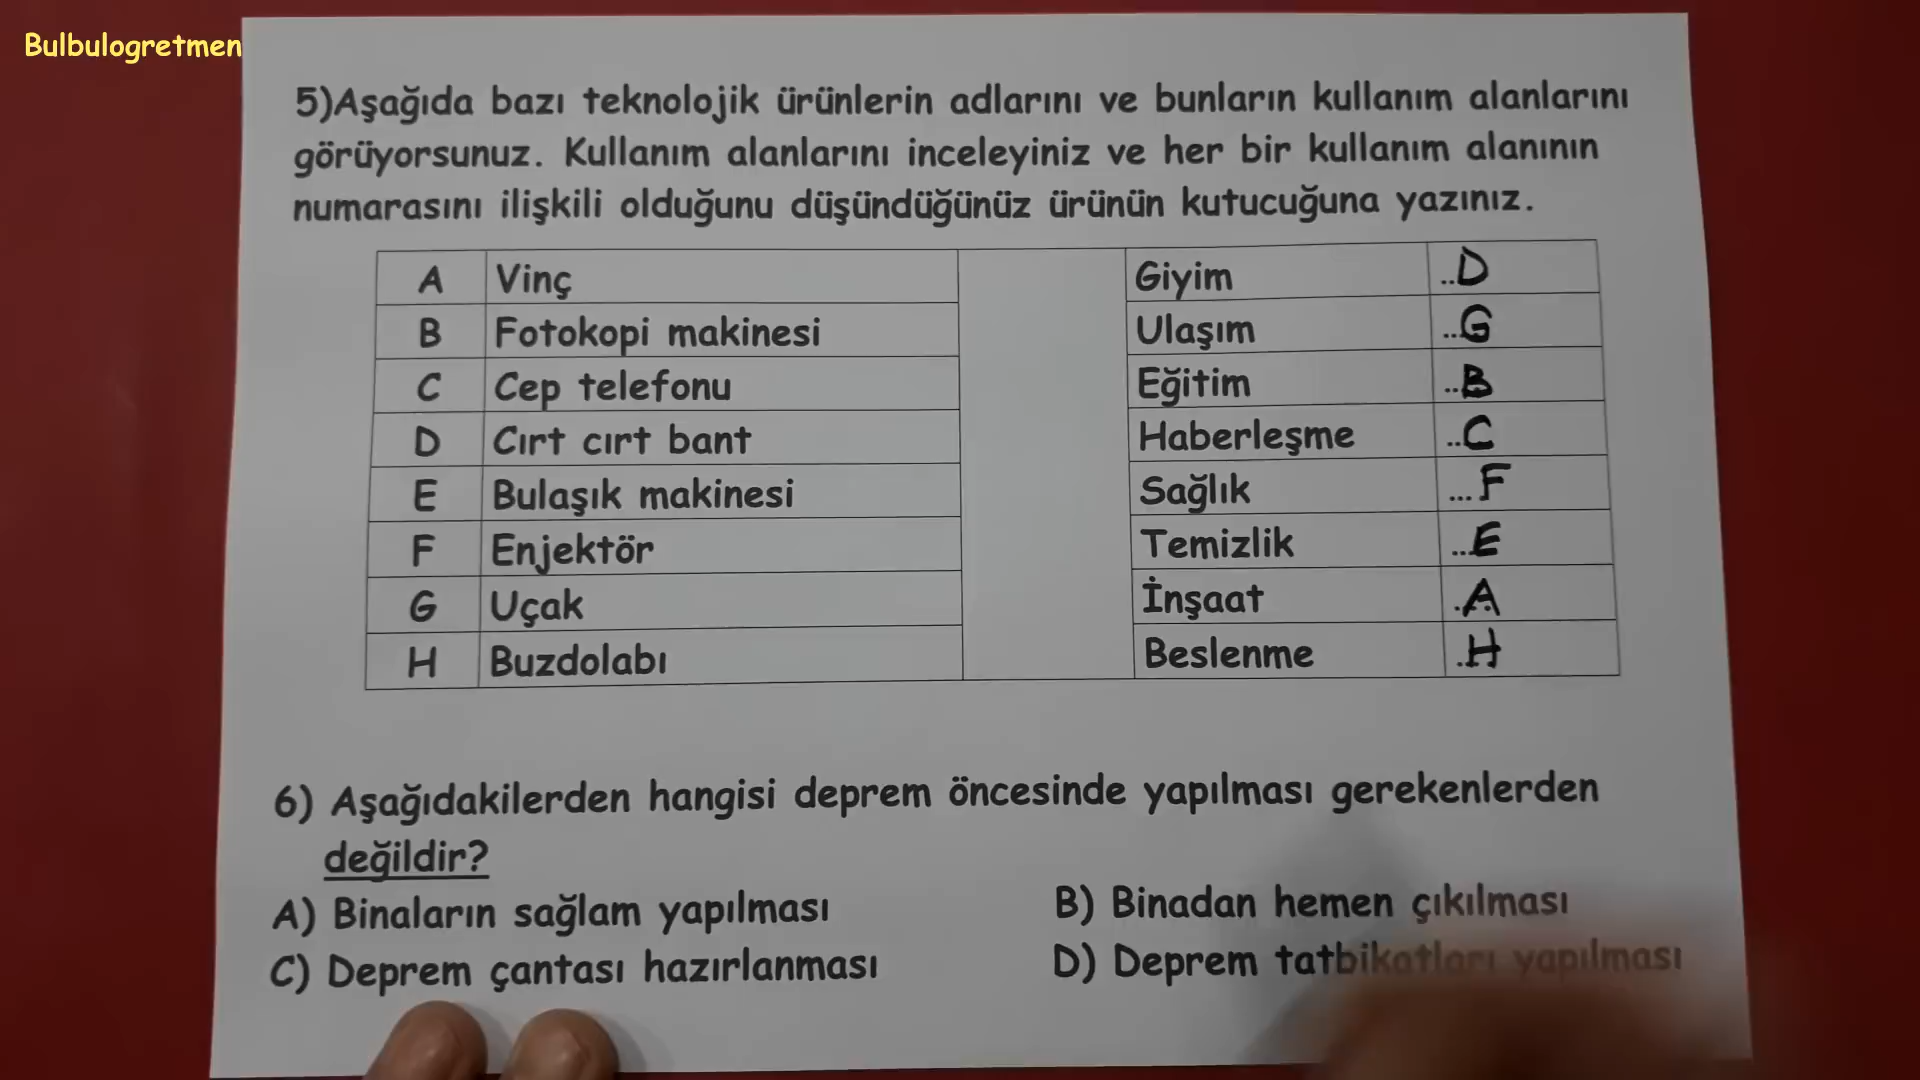 Bulbulogretmen
5)Aşağıda bazı teknolojik ürünlerin adlarını ve bunların kullanım alanlarını
görüyorsunuz. Kullanım alanlarını inceleyiniz ve her bir kullanım alanının
numarasını ilişkili olduğunu düşündüğünüz ürünün kutucuğuna yazınız.
A Vinç Giyim ..D
B Fotokopi makinesi Ulaşım ...G
C Cep telefonu Eğitim ..B
D Cırt cırt bant Haberleşme ..C
E Bulaşık makinesi Sağlık ...F
F Enjektör Temizlik ...E
G Uçak İnşaat .A
H Buzdolabı Beslenme .H
6) Aşağıdakilerden hangisi deprem öncesinde yapılması gerekenlerden
değildir?
A) Binaların sağlam yapılması B) Binadan hemen çıkılması
C) Deprem çantası hazırlanması D) Deprem tatbikatları yapılması